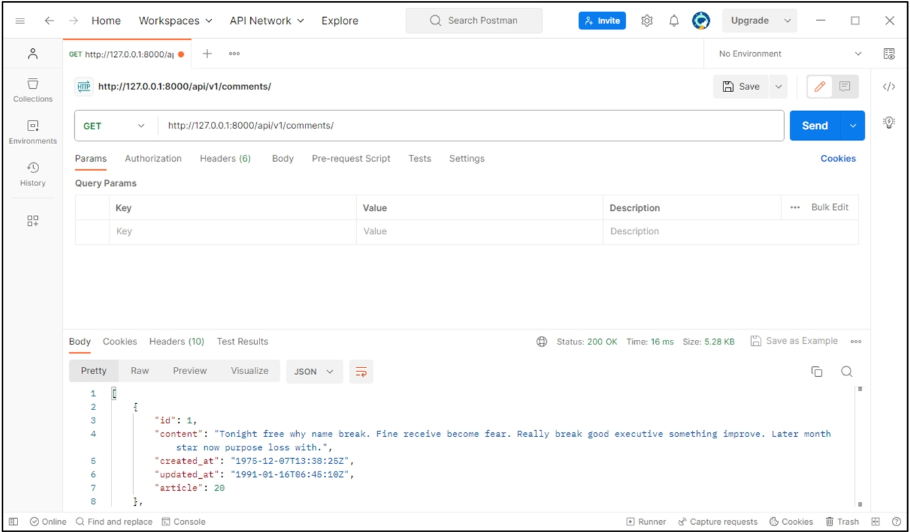 Home Workspaces API Network Explore Search Postman Invite Upgrade
GET http://127.0.0.1:8000/a No Environment
HTTP http://127.0.0.1:8000/api/v1/comments/ Save
Collections
GET http://127.0.0.1:8000/api/v1/comments/ Send
Environments
Params Authorization Headers (6) Body Pre-request Script Tests Settings Cookies
History
Query Params
Key Value Description Bulk Edit
Key Value Description
Body Cookies Headers (10) Test Results Status: 200 OK Time: 16 ms Size: 5.28 KB Save as Example
Pretty Raw Preview Visualize JSON
1 [
2 {
3 "id": 1,
4 "content": "Tonight free why name break. Fine receive become fear. Really break good executive something improve. Later month
star now purpose loss with.",
5 "created_at": "1975-12-07T13:38:25Z",
6 "updated_at": "1991-01-16T06:45:10Z",
7 "article": 20
8 },
Online Find and replace Console Runner Capture requests Cookies Trash